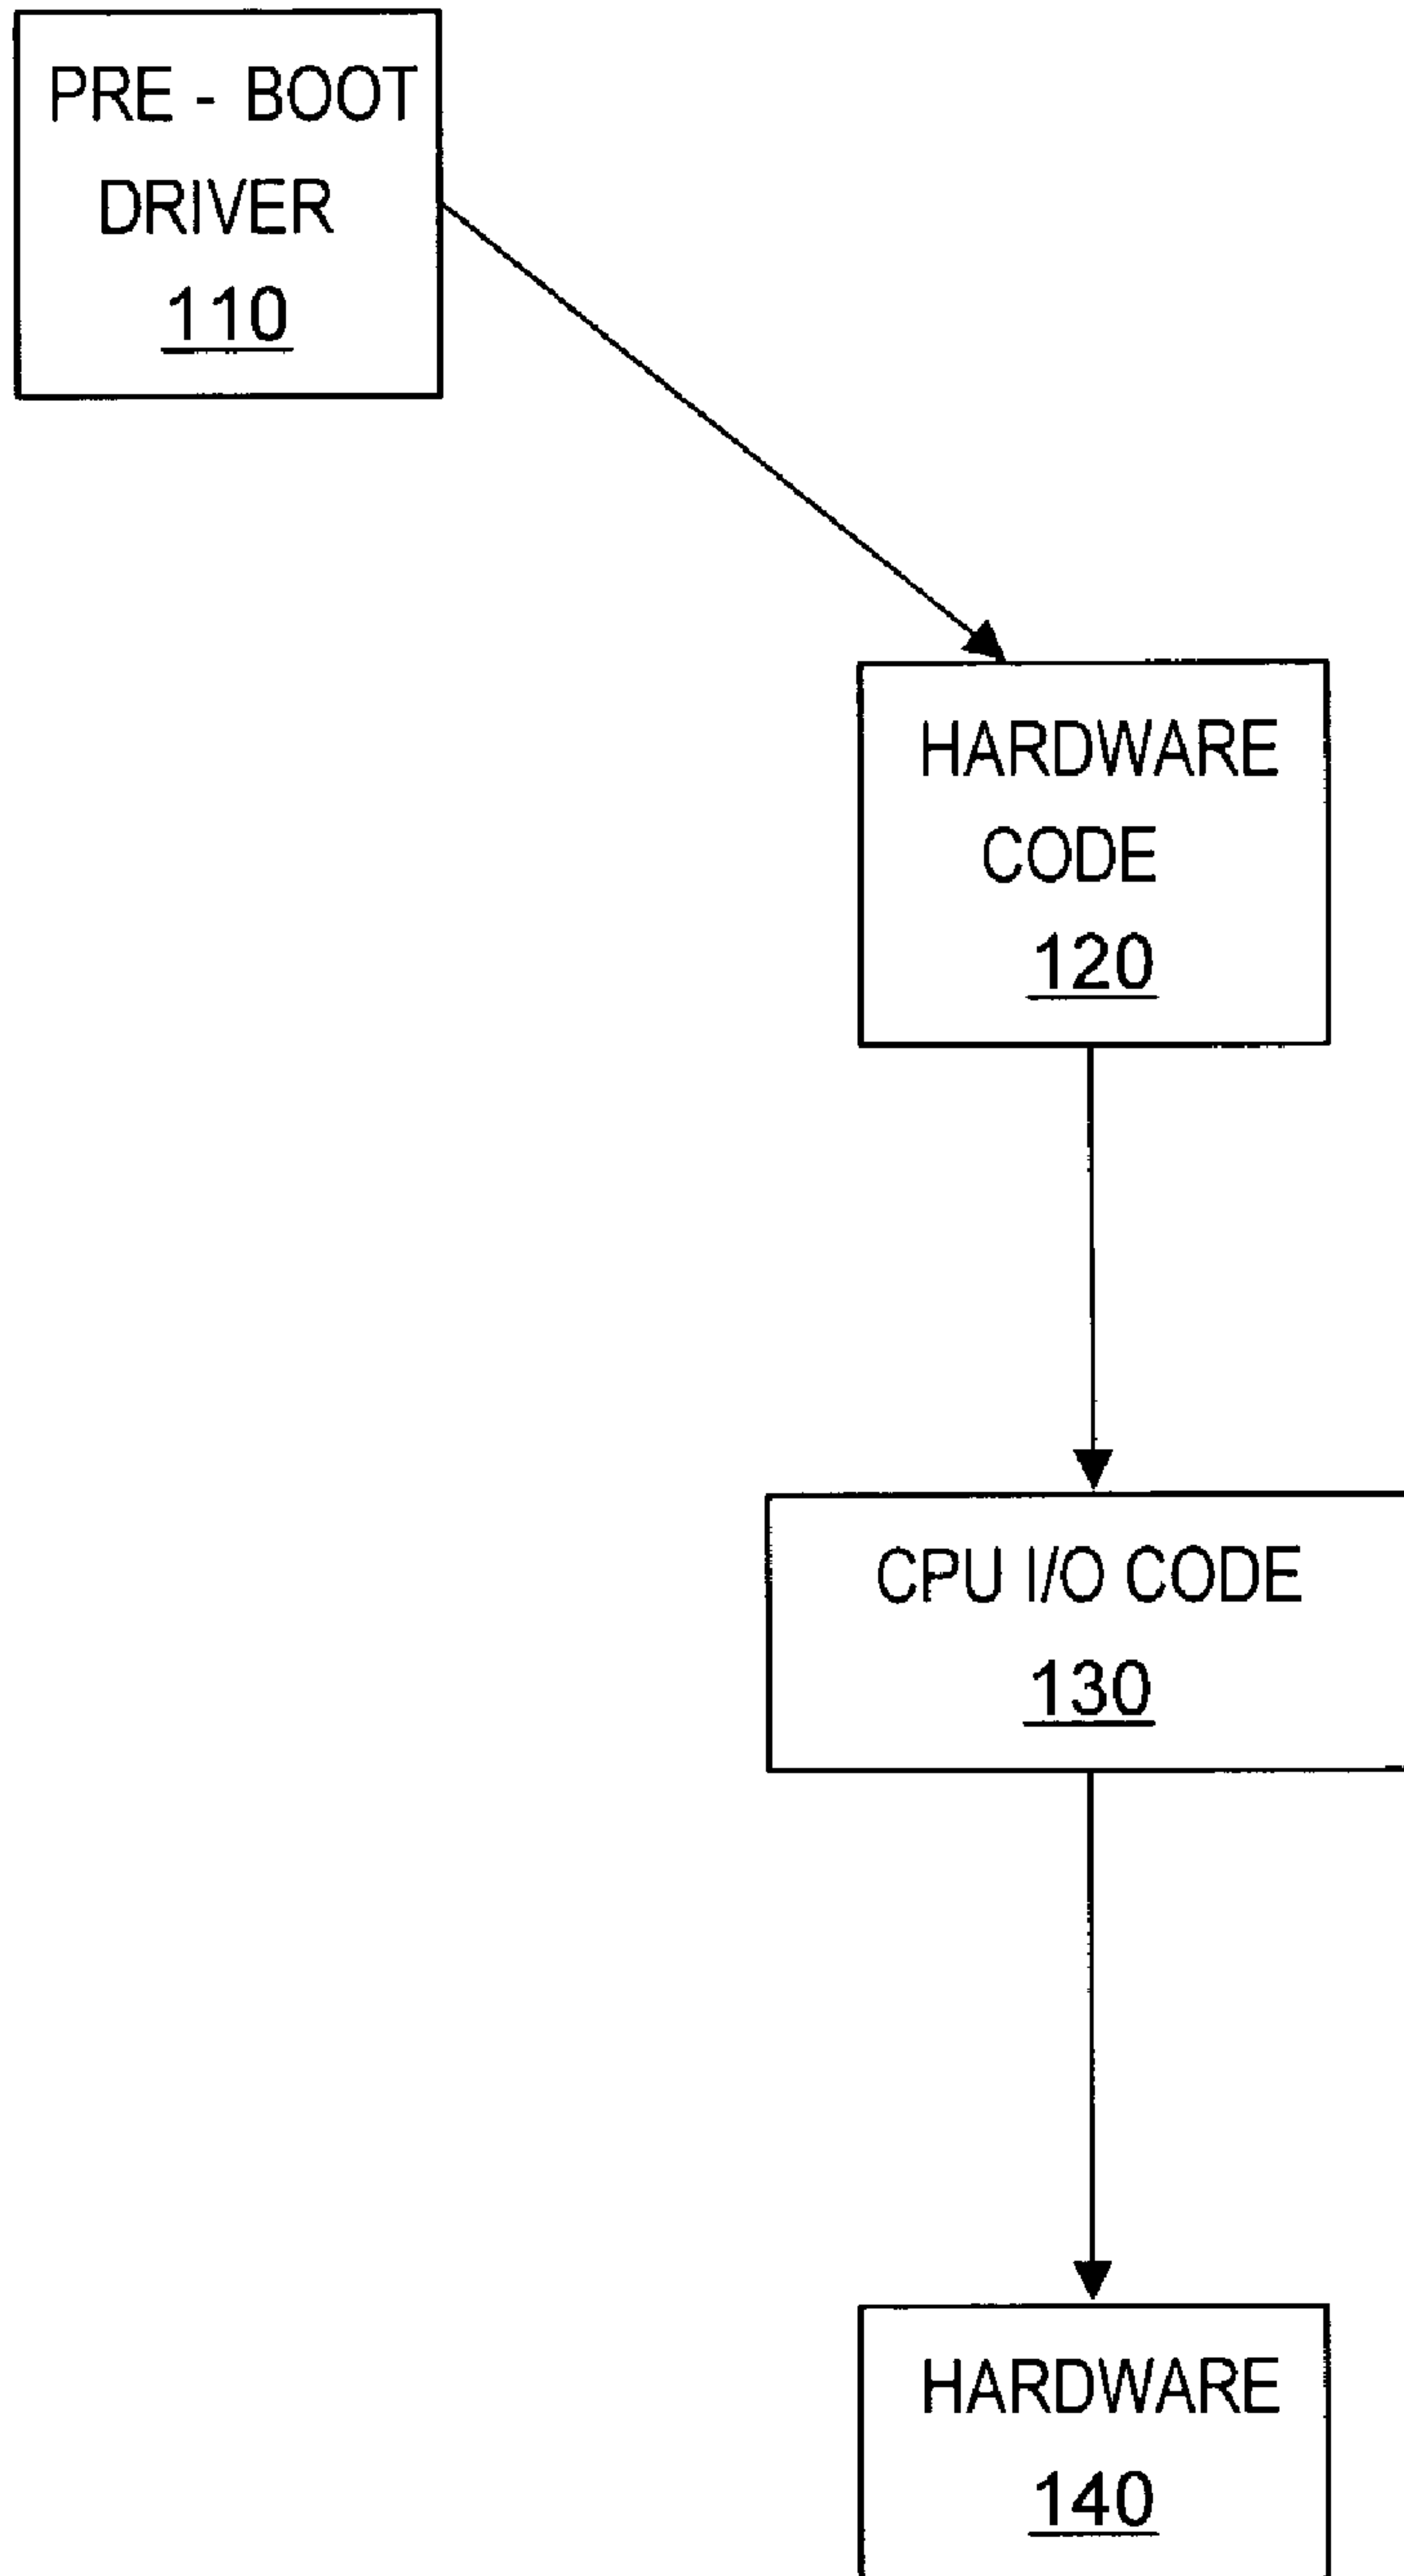 PRE - BOOT
DRIVER
110
HARDWARE
CODE
120
CPU I/O CODE
130
HARDWARE
140